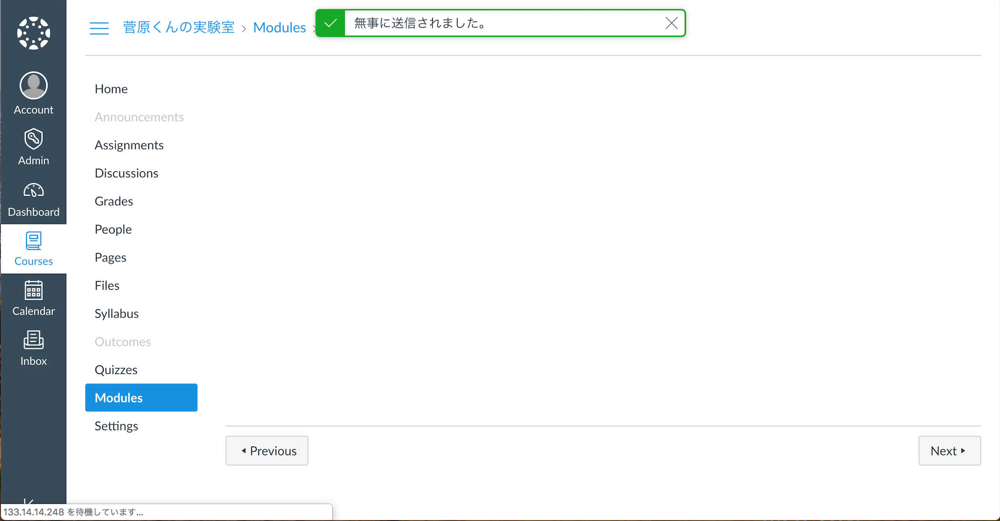 菅原くんの実験室 › Modules ›
無事に送信されました。
Account
Admin
Dashboard
Courses
Calendar
Inbox
Home
Announcements
Assignments
Discussions
Grades
People
Pages
Files
Syllabus
Outcomes
Quizzes
Modules
Settings
Previous
Next
133.14.14.248 を待機しています...